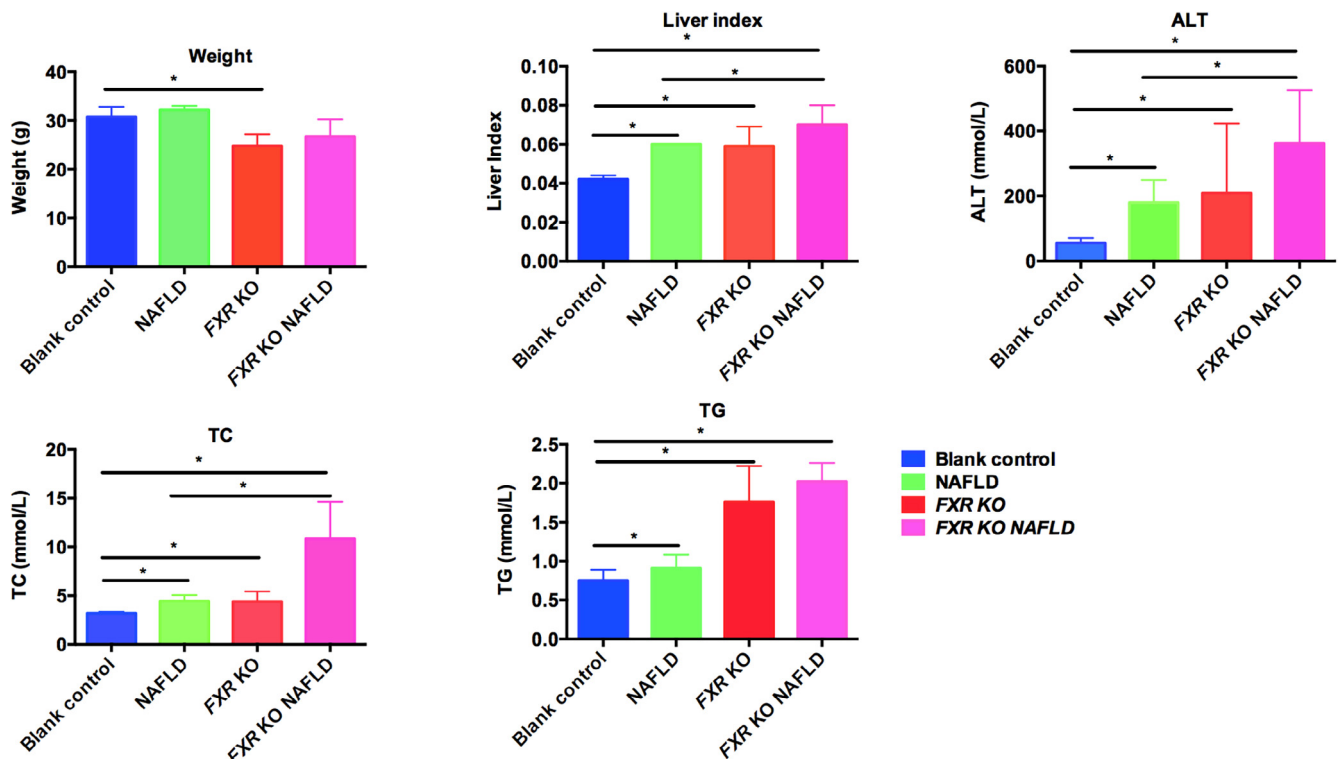 Weight
*
Weight (g)
40
30
20
10
0
Blank control
NAFLD
FXR KO
FXR KO NAFLD
Liver index
*
*
*
*
Liver Index
0.10
0.08
0.06
0.04
0.02
0.00
Blank control
NAFLD
FXR KO
FXR KO NAFLD
ALT
*
*
*
*
ALT (mmol/L)
600
400
200
0
Blank control
NAFLD
FXR KO
FXR KO NAFLD
TC
*
*
*
*
TC (mmol/L)
20
15
10
5
0
Blank control
NAFLD
FXR KO
FXR KO NAFLD
TG
*
*
*
TG (mmol/L)
2.5
2.0
1.5
1.0
0.5
0.0
Blank control
NAFLD
FXR KO
FXR KO NAFLD
Blank control
NAFLD
FXR KO
FXR KO NAFLD